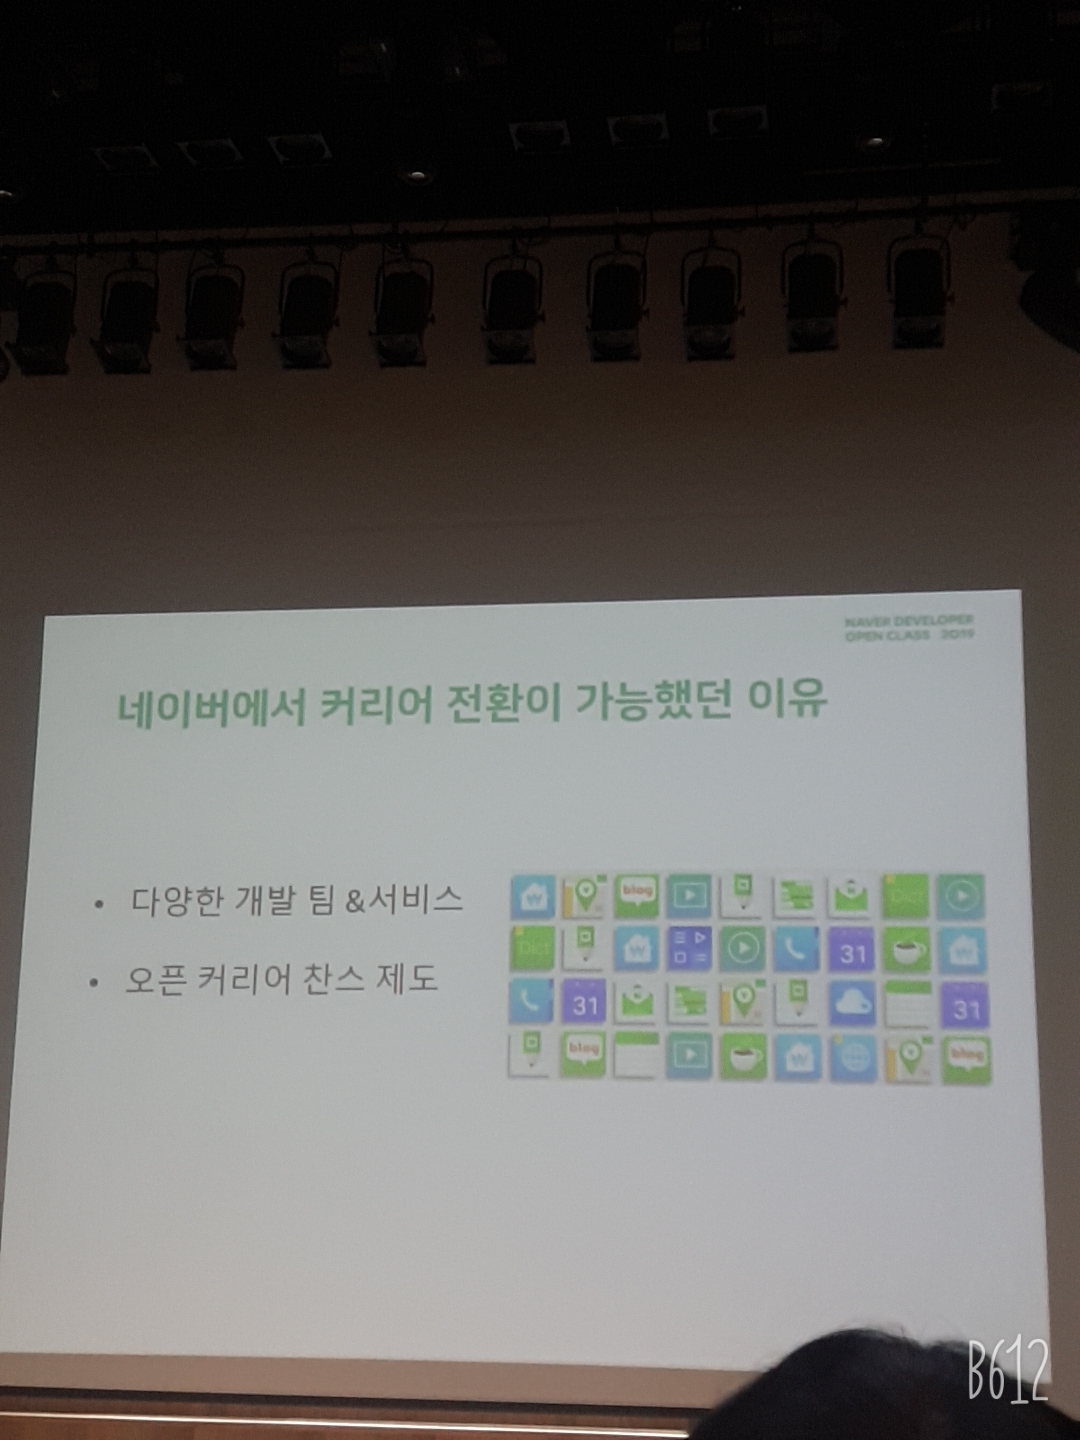 NAVER DEVELOPER
OPEN CLASS 2019
네이버에서 커리어 전환이 가능했던 이유
• 다양한 개발 팀 &서비스
• 오픈 커리어 찬스 제도
blog
Dict
Dict
31
31
31
blog
blog
B612